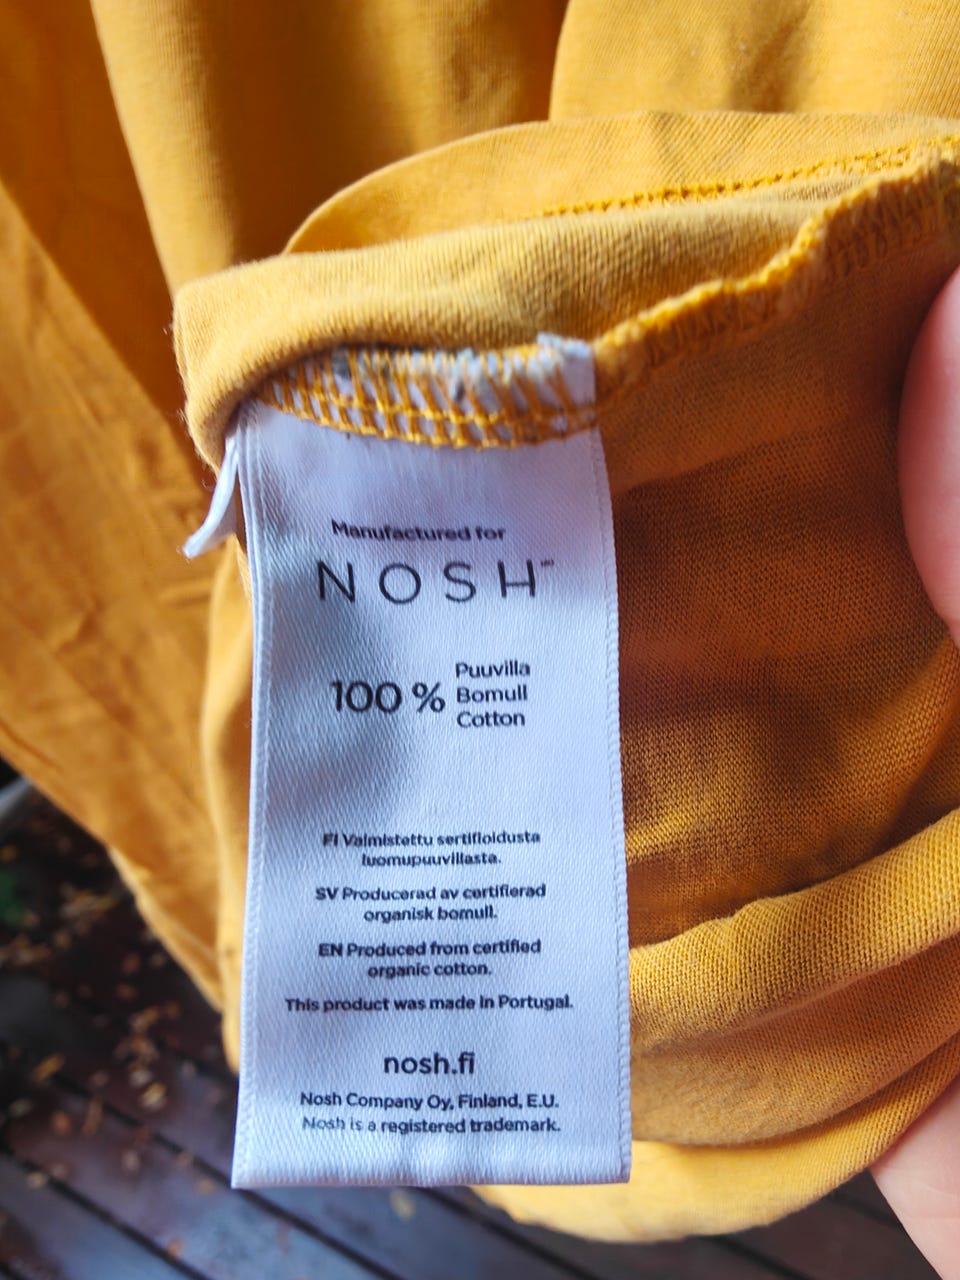 Manufactured for
NOSH™
100 % Puuvilla
Bomull
Cotton
FI Valmistettu sertifioidusta
luomupuuvillasta.
SV Producerad av certifierad
organisk bomull.
EN Produced from certified
organic cotton.
This product was made in Portugal.
nosh.fi
Nosh Company Oy, Finland, E.U.
Nosh is a registered trademark.